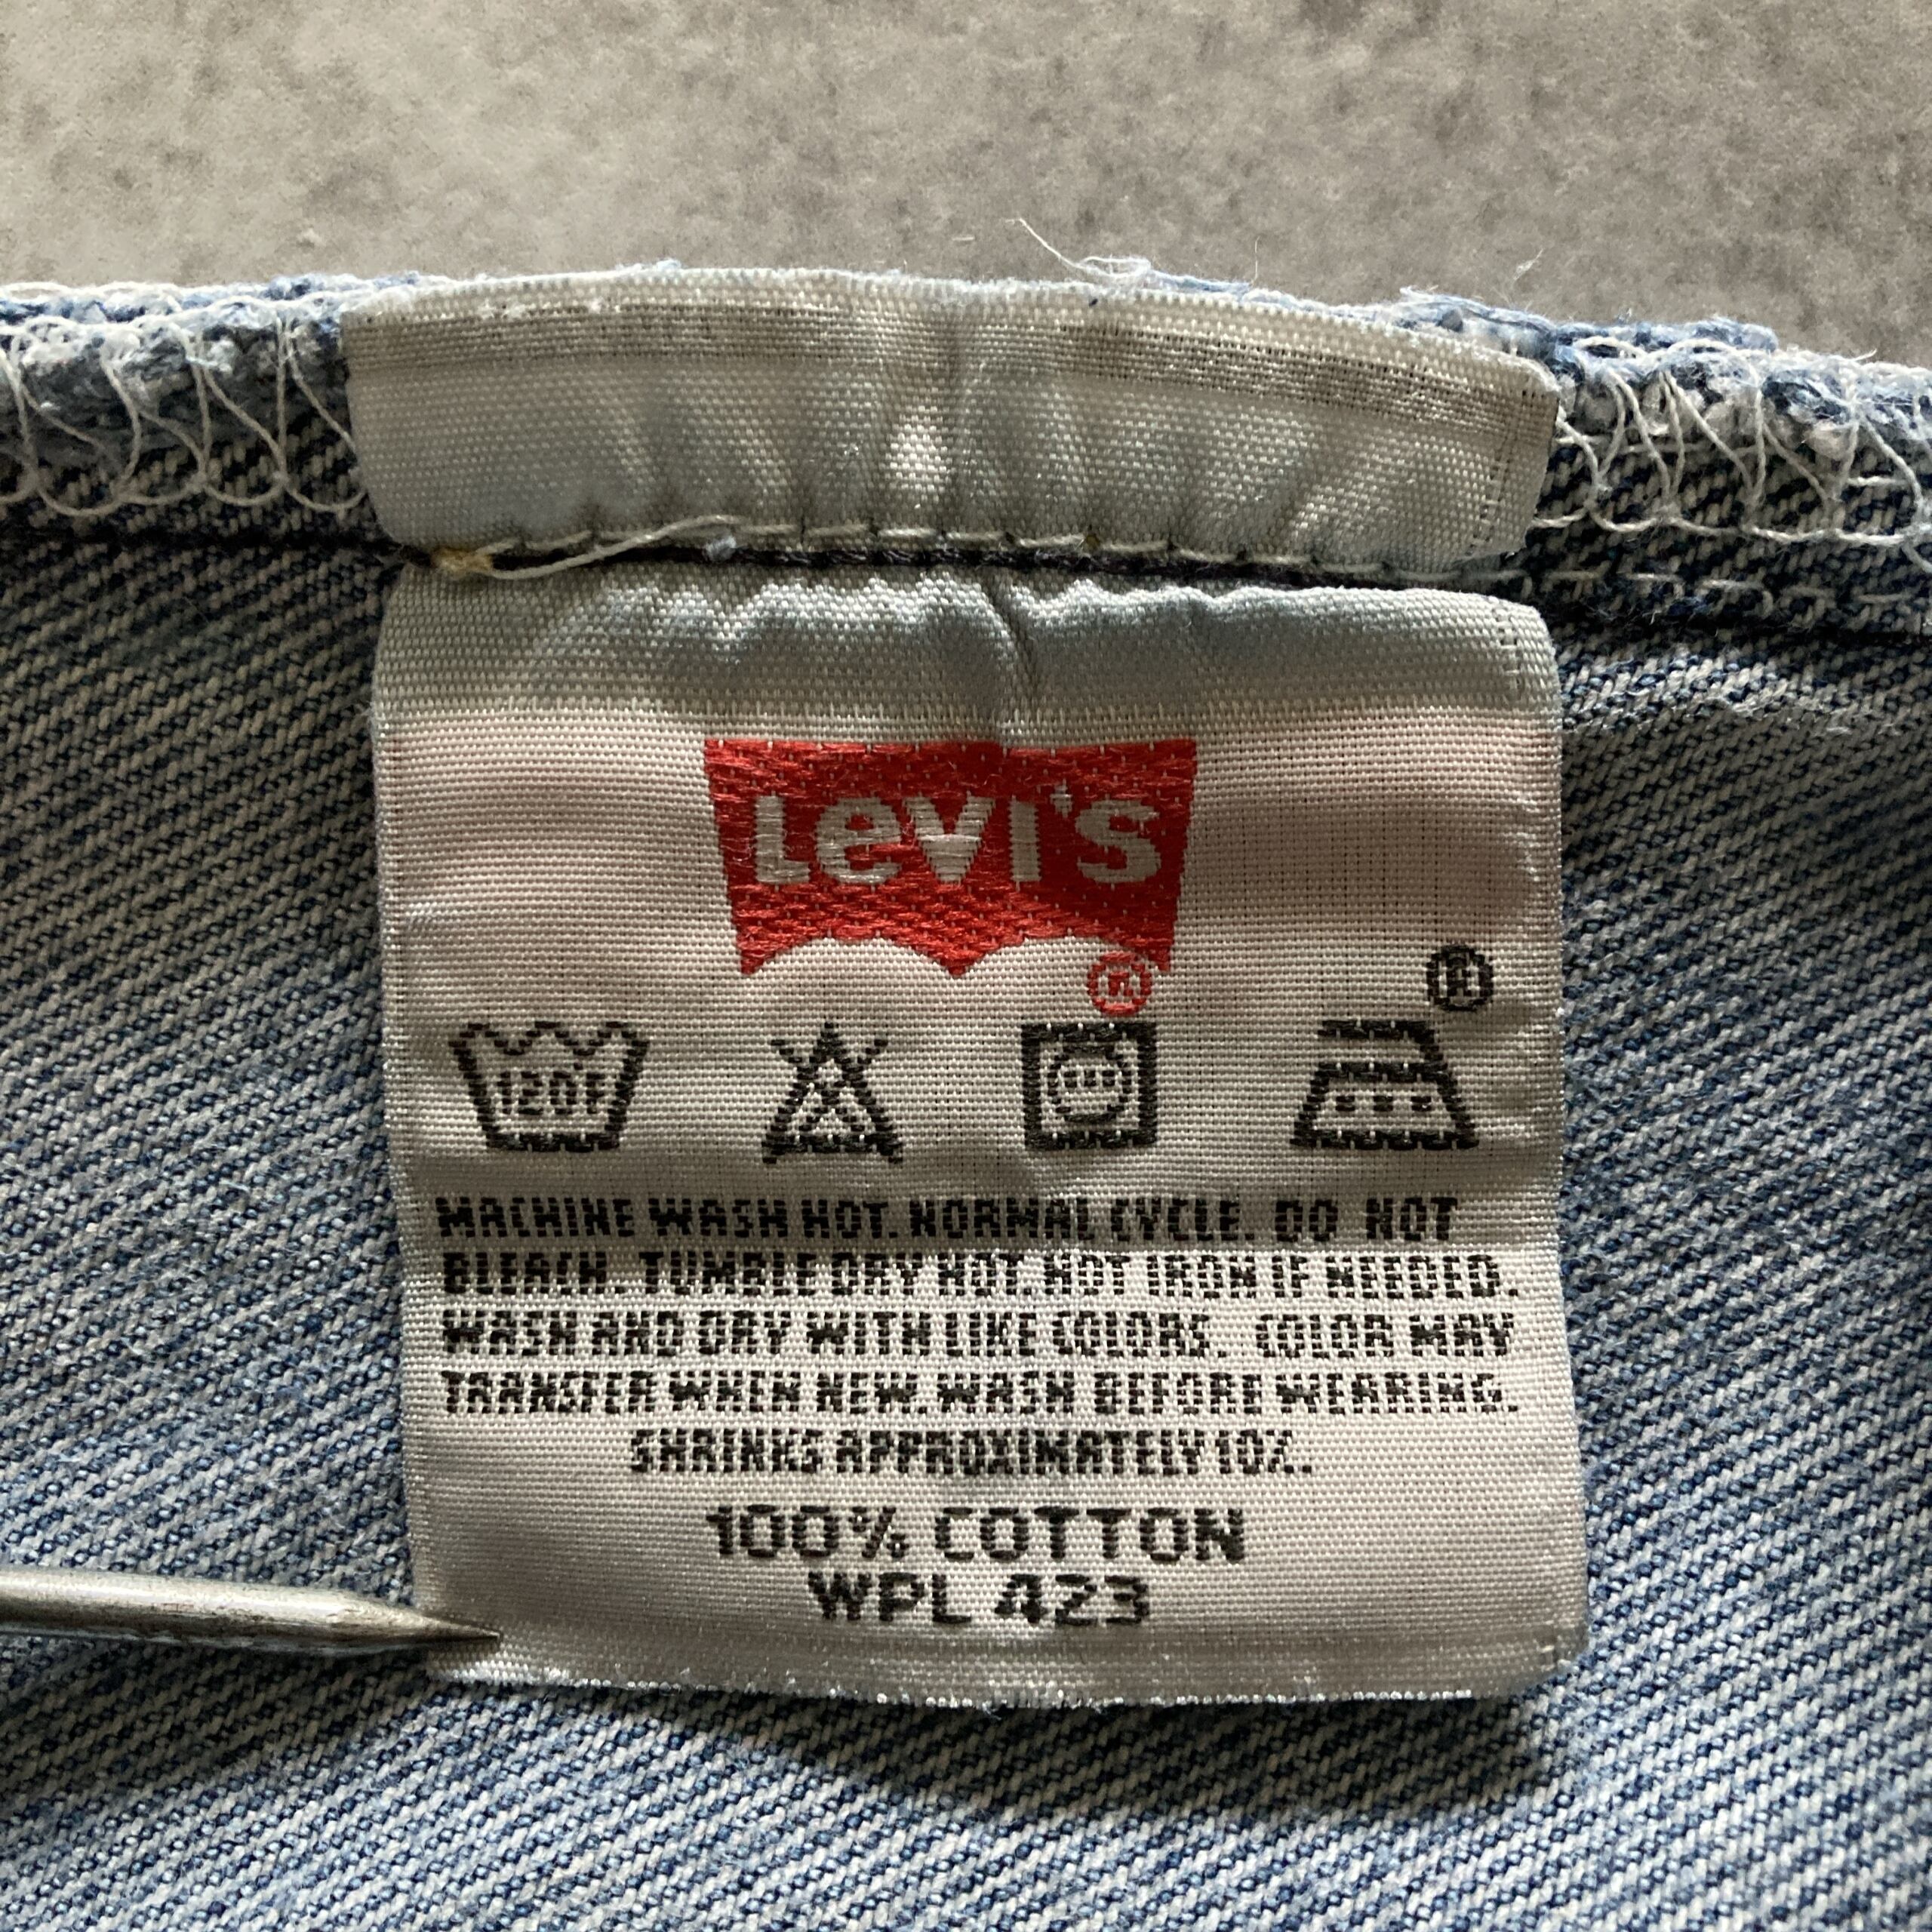 Levi's
®
®
120F
MACHINE WASH HOT. NORMAL CYCLE. DO NOT
BLEACH. TUMBLE DRY HOT. HOT IRON IF NEEDED.
WASH AND DRY WITH LIKE COLORS. COLOR MAY
TRANSFER WHEN NEW. WASH BEFORE WEARING.
SHRINKS APPROXIMATELY 10%.
100% COTTON
WPL 423